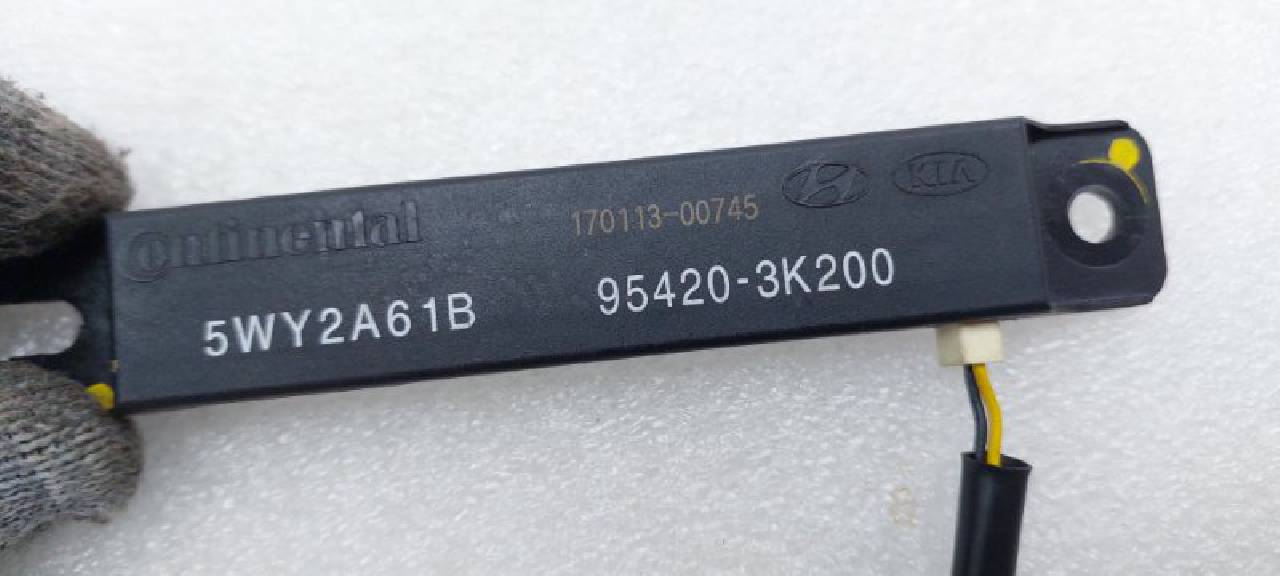 Continental
170113-00745
KIA
5WY2A61B
95420-3K200